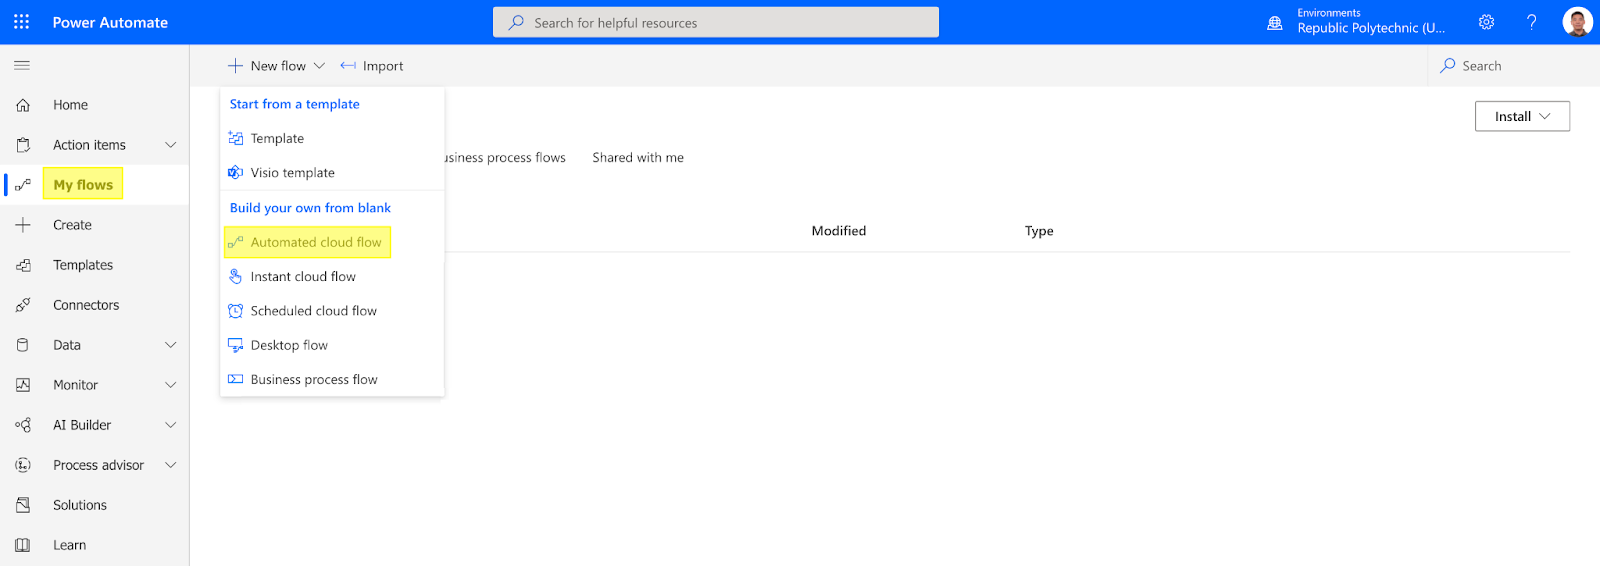 Power Automate
Search for helpful resources
Environments
Republic Polytechnic (U...
?
New flow
Import
Search
Home
Action items
My flows
Create
Templates
Connectors
Data
Monitor
AI Builder
Process advisor
Solutions
Learn
Start from a template
Template
Visio template
Build your own from blank
Automated cloud flow
Instant cloud flow
Scheduled cloud flow
Desktop flow
Business process flow
Install
usiness process flows
Shared with me
Modified
Type